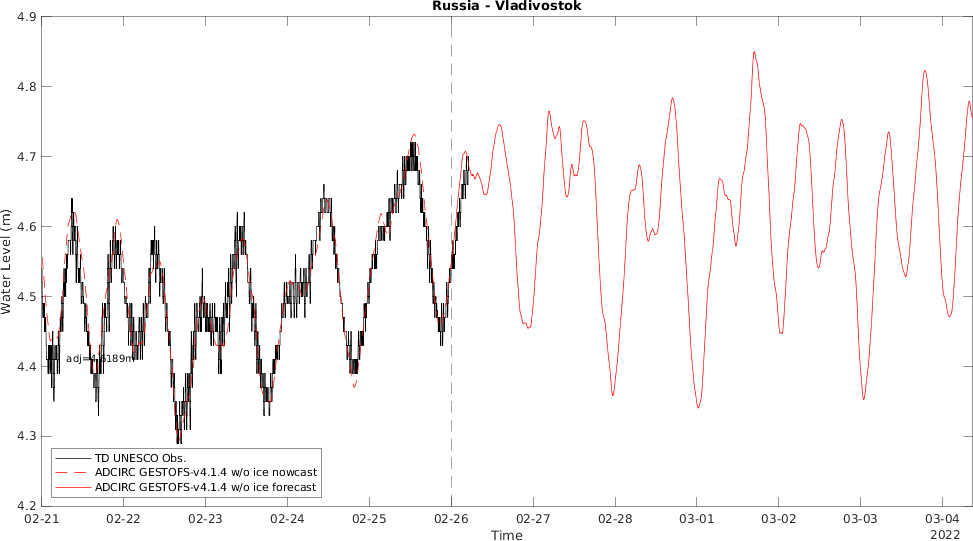 Russia - Vladivostok
4.9
4.8
4.7
4.6
4.5
4.4
4.3
4.2
Water Level (m)
adj=4.6189m
TD UNESCO Obs.
ADCIRC GESTOFS-v4.1.4 w/o ice nowcast
ADCIRC GESTOFS-v4.1.4 w/o ice forecast
02-21 02-22 02-23 02-24 02-25 02-26 02-27 02-28 03-01 03-02 03-03 03-04
2022
Time